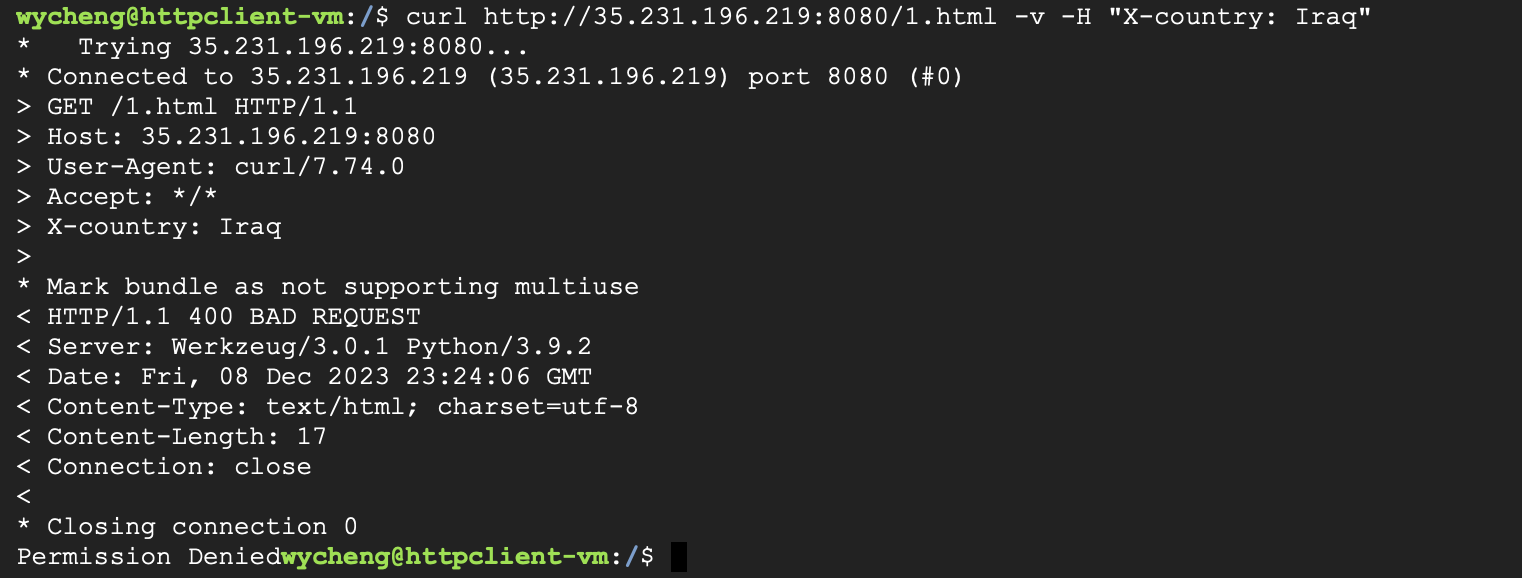 wycheng@httpclient-vm:/$ curl http://35.231.196.219:8080/1.html -v -H "X-country: Iraq"
*   Trying 35.231.196.219:8080...
* Connected to 35.231.196.219 (35.231.196.219) port 8080 (#0)
> GET /1.html HTTP/1.1
> Host: 35.231.196.219:8080
> User-Agent: curl/7.74.0
> Accept: */*
> X-country: Iraq
>
* Mark bundle as not supporting multiuse
< HTTP/1.1 400 BAD REQUEST
< Server: Werkzeug/3.0.1 Python/3.9.2
< Date: Fri, 08 Dec 2023 23:24:06 GMT
< Content-Type: text/html; charset=utf-8
< Content-Length: 17
< Connection: close
<
* Closing connection 0
Permission Deniedwycheng@httpclient-vm:/$